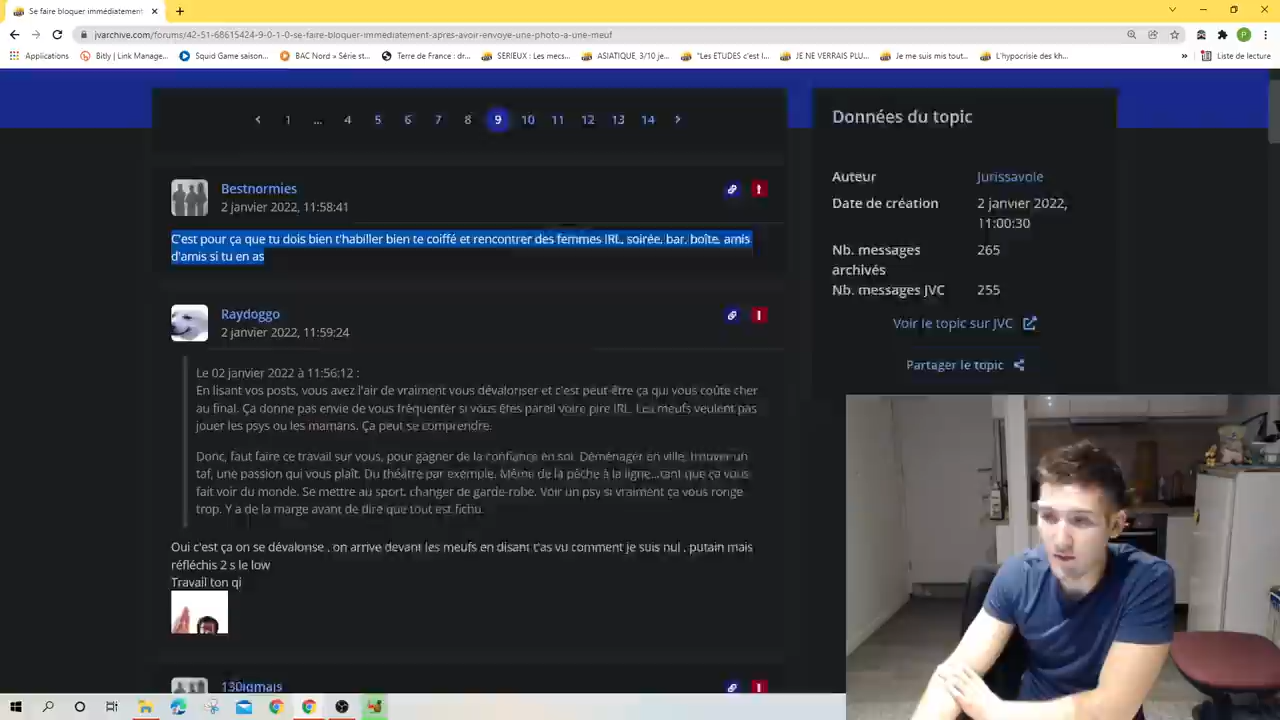 Se faire bloquer immédiatement
jvarchive.com/forums/42-51-68615424-9-0-1-0-se-faire-bloquer-immediatement-apres-avoir-envoye-une-photo-a-une-meuf
P
Applications
Bitly | Link Manage...
Squid Game saison...
BAC Nord » Série st...
Terre de France : dr...
SERIEUX : Les mecs...
ASIATIQUE, 3/10 je...
"Les ETUDES c'est l...
JE NE VERRAIS PLU...
Je me suis mis tout...
L'hypocrisie des kh...
»
Liste de lecture
1 ... 4 5 6 7 8 9 10 11 12 13 14
Bestnormies
2 janvier 2022, 11:58:41
C'est pour ça que tu dois bien t'habiller bien te coiffé et rencontrer des femmes IRL, soirée, bar, boîte, amis
d'amis si tu en as
Raydoggo
2 janvier 2022, 11:59:24
Le 02 janvier 2022 à 11:56:12 :
En lisant vos posts, vous avez l'air de vraiment vous dévaloriser et c'est peut-être ça qui vous coûte cher
au final. Ça donne pas envie de vous fréquenter si vous êtes pareil voire pire IRL. Les meufs veulent pas
jouer les psys ou les mamans. Ça peut se comprendre.
Donc, faut faire ce travail sur vous, pour gagner de la confiance en soi. Déménager en ville, trouver un
taf, une passion qui vous plaît. Du théâtre par exemple. Même de la pêche à la ligne...tant que ça vous
fait voir du monde. Se mettre au sport, changer de garde-robe. Voir un psy si vraiment ça vous ronge
trop. Y a de la marge avant de dire que tout est fichu.
Oui c'est ça on se dévalorise , on arrive devant les meufs en disant t'as vu comment je suis nul , putain mais
réfléchis 2 s le low
Travail ton qi
130iqmais
Données du topic
Auteur
Jurissavoie
Date de création
2 janvier 2022,
11:00:30
Nb. messages
archivés
265
Nb. messages JVC
255
Voir le topic sur JVC
Partager le topic